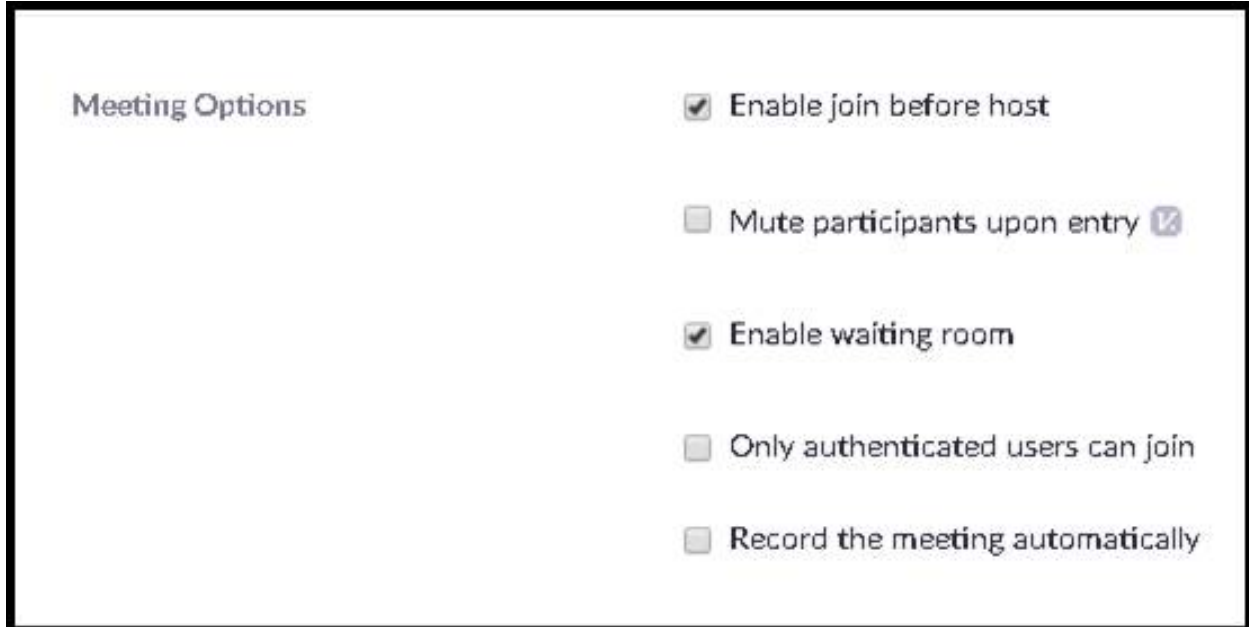 Meeting Options
Enable join before host
Mute participants upon entry
Enable waiting room
Only authenticated users can join
Record the meeting automatically